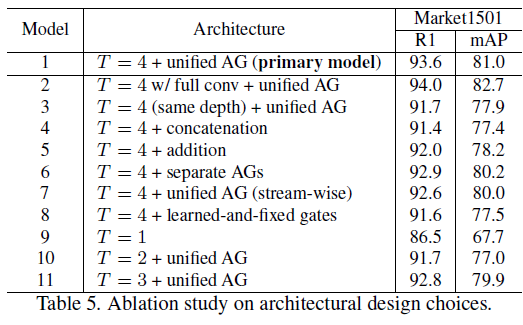 Model Architecture Market1501
R1 mAP
1 T = 4 + unified AG (primary model) 93.6 81.0
2 T = 4 w/ full conv + unified AG 94.0 82.7
3 T = 4 (same depth) + unified AG 91.7 77.9
4 T = 4 + concatenation 91.4 77.4
5 T = 4 + addition 92.0 78.2
6 T = 4 + separate AGs 92.9 80.2
7 T = 4 + unified AG (stream-wise) 92.6 80.0
8 T = 4 + learned-and-fixed gates 91.6 77.5
9 T = 1 86.5 67.7
10 T = 2 + unified AG 91.7 77.0
11 T = 3 + unified AG 92.8 79.9
Table 5. Ablation study on architectural design choices.